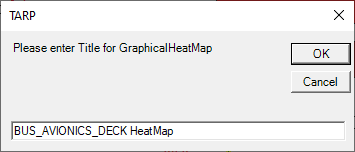 TARP
Please enter Title for GraphicalHeatMap
OK
Cancel
BUS_AVIONICS_DECK HeatMap